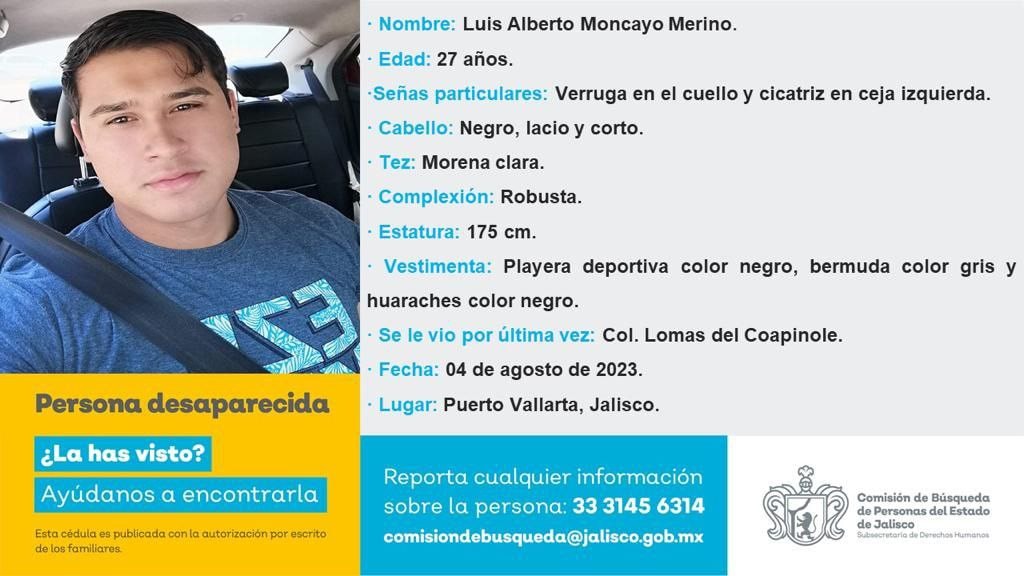 · Nombre: Luis Alberto Moncayo Merino.
· Edad: 27 años.
·Señas particulares: Verruga en el cuello y cicatriz en ceja izquierda.
· Cabello: Negro, lacio y corto.
· Tez: Morena clara.
· Complexión: Robusta.
· Estatura: 175 cm.
· Vestimenta: Playera deportiva color negro, bermuda color gris y
huaraches color negro.
· Se le vio por última vez: Col. Lomas del Coapinole.
· Fecha: 04 de agosto de 2023.
· Lugar: Puerto Vallarta, Jalisco.
Persona desaparecida
¿La has visto?
Ayúdanos a encontrarla
Esta cédula es publicada con la autorización por escrito
de los familiares.
Reporta cualquier información
sobre la persona: 33 3145 6314
comisiondebusqueda@jalisco.gob.mx
Comisión de Búsqueda
de Personas del Estado
de Jalisco
Subsecretaría de Derechos Humanos